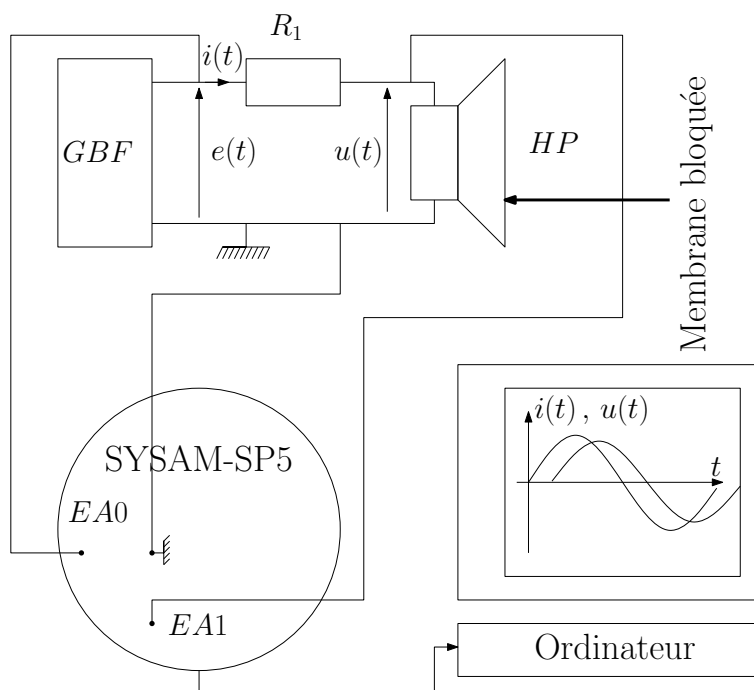 R₁
i(t)
GBF
e(t)
u(t)
HP
Membrane bloquée
SYSAM-SP5
EA0
EA1
i(t) , u(t)
t
Ordinateur